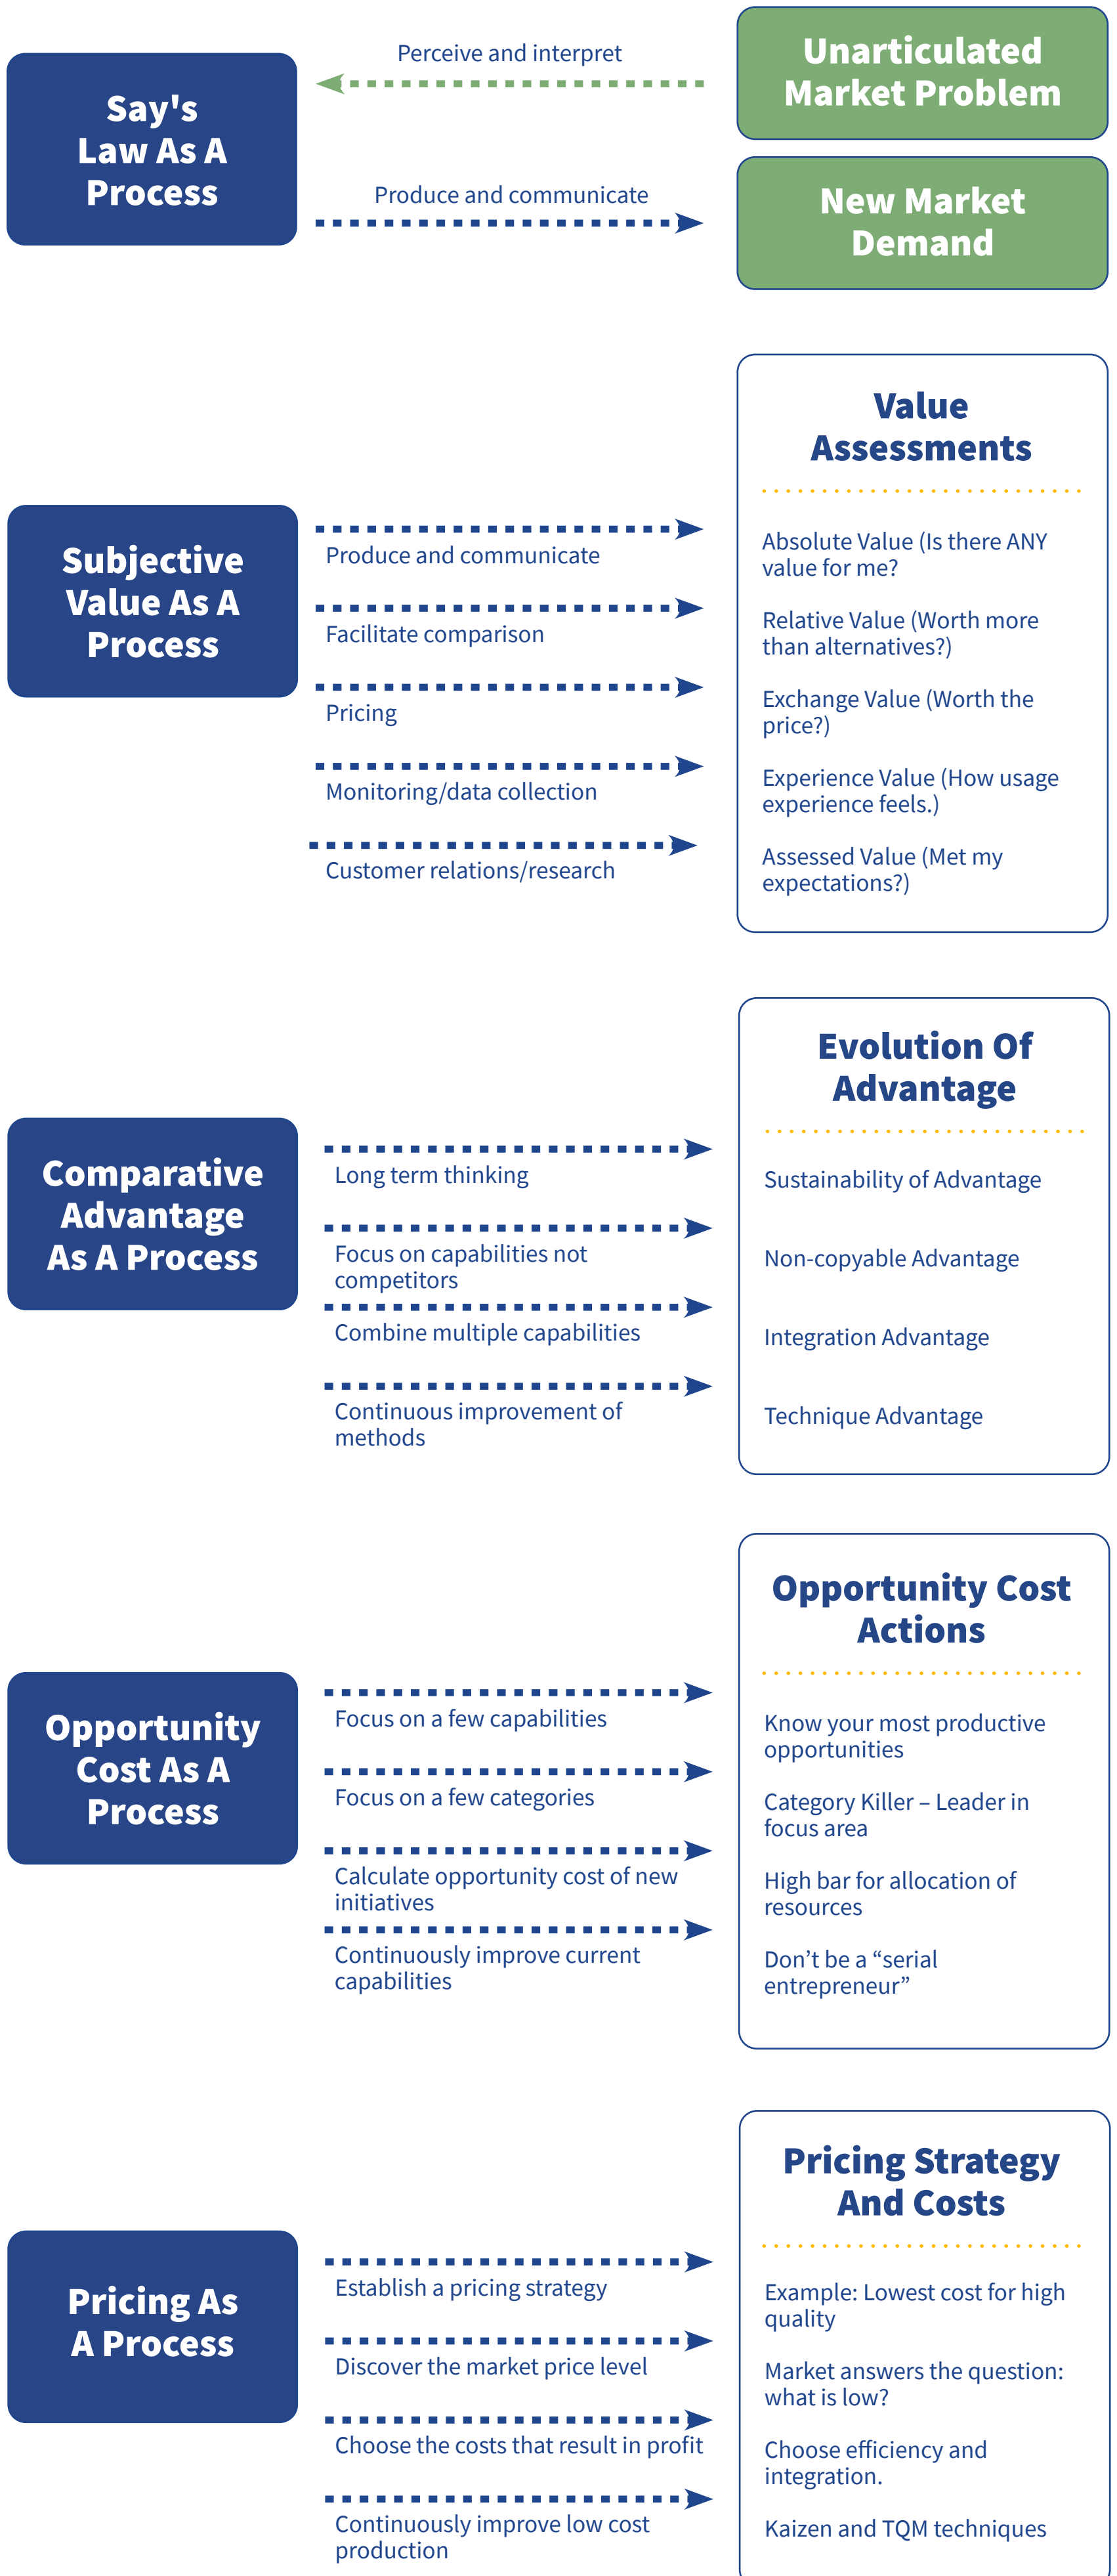 Say's
Law As A
Process
Perceive and interpret
Produce and communicate
Unarticulated
Market Problem
New Market
Demand
Subjective
Value As A
Process
Produce and communicate
Facilitate comparison
Pricing
Monitoring/data collection
Customer relations/research
Value
Assessments
Absolute Value (Is there ANY
value for me?
Relative Value (Worth more
than alternatives?)
Exchange Value (Worth the
price?)
Experience Value (How usage
experience feels.)
Assessed Value (Met my
expectations?)
Comparative
Advantage
As A Process
Long term thinking
Focus on capabilities not
competitors
Combine multiple capabilities
Continuous improvement of
methods
Evolution Of
Advantage
Sustainability of Advantage
Non-copyable Advantage
Integration Advantage
Technique Advantage
Opportunity
Cost As A
Process
Focus on a few capabilities
Focus on a few categories
Calculate opportunity cost of new
initiatives
Continuously improve current
capabilities
Opportunity Cost
Actions
Know your most productive
opportunities
Category Killer – Leader in
focus area
High bar for allocation of
resources
Don’t be a “serial
entrepreneur”
Pricing As
A Process
Establish a pricing strategy
Discover the market price level
Choose the costs that result in profit
Continuously improve low cost
production
Pricing Strategy
And Costs
Example: Lowest cost for high
quality
Market answers the question:
what is low?
Choose efficiency and
integration.
Kaizen and TQM techniques